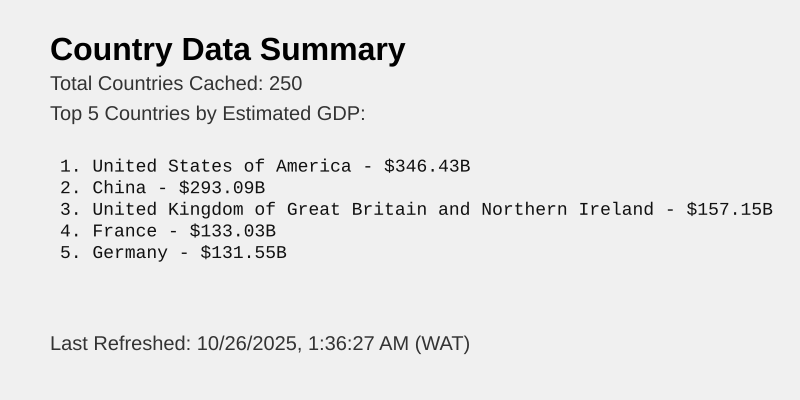 Country Data Summary
Total Countries Cached: 250
Top 5 Countries by Estimated GDP:
1. United States of America - $346.43B
2. China - $293.09B
3. United Kingdom of Great Britain and Northern Ireland - $157.15B
4. France - $133.03B
5. Germany - $131.55B
Last Refreshed: 10/26/2025, 1:36:27 AM (WAT)